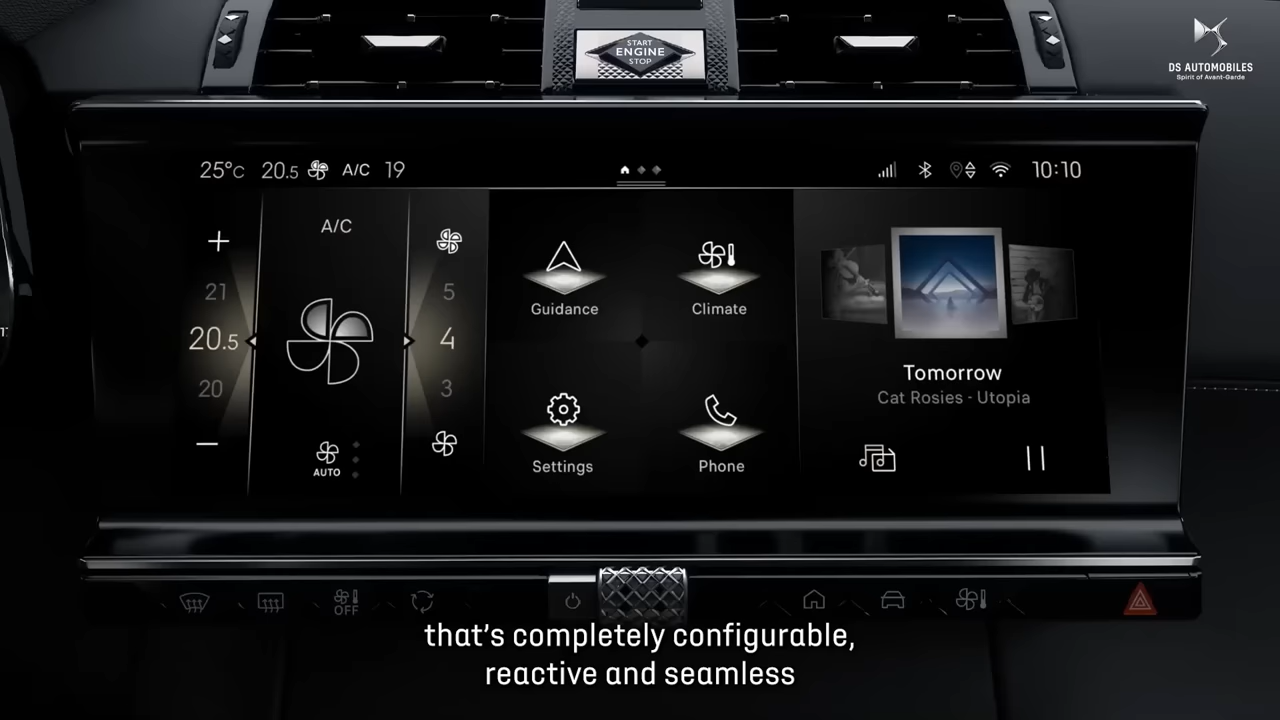 START
ENGINE
STOP
DS AUTOMOBILES
Spirit of Avant-Garde
25°C 20.5 A/C 19
10:10
A/C
21
20.5
20
AUTO
5
4
3
Guidance
Climate
Settings
Phone
Tomorrow
Cat Rosies - Utopia
OFF
that's completely configurable,
reactive and seamless